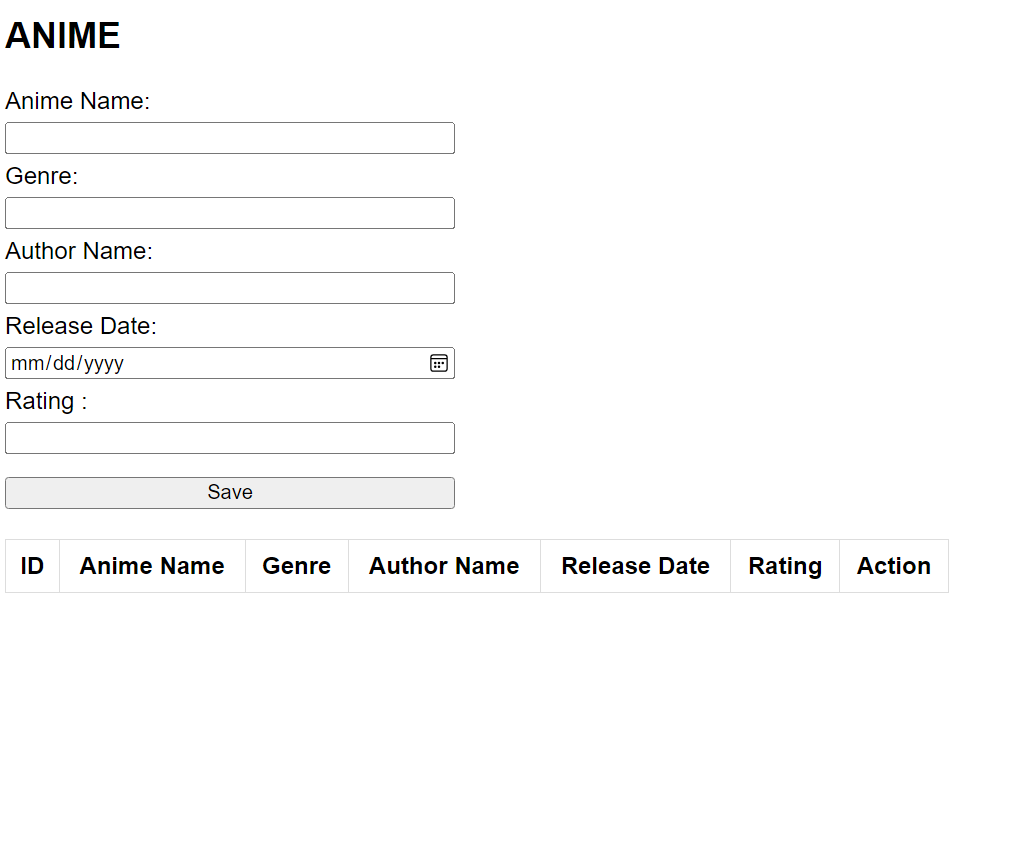 ANIME
Anime Name:
Genre:
Author Name:
Release Date:
mm/dd/yyyy
Rating :
Save
ID Anime Name Genre Author Name Release Date Rating Action